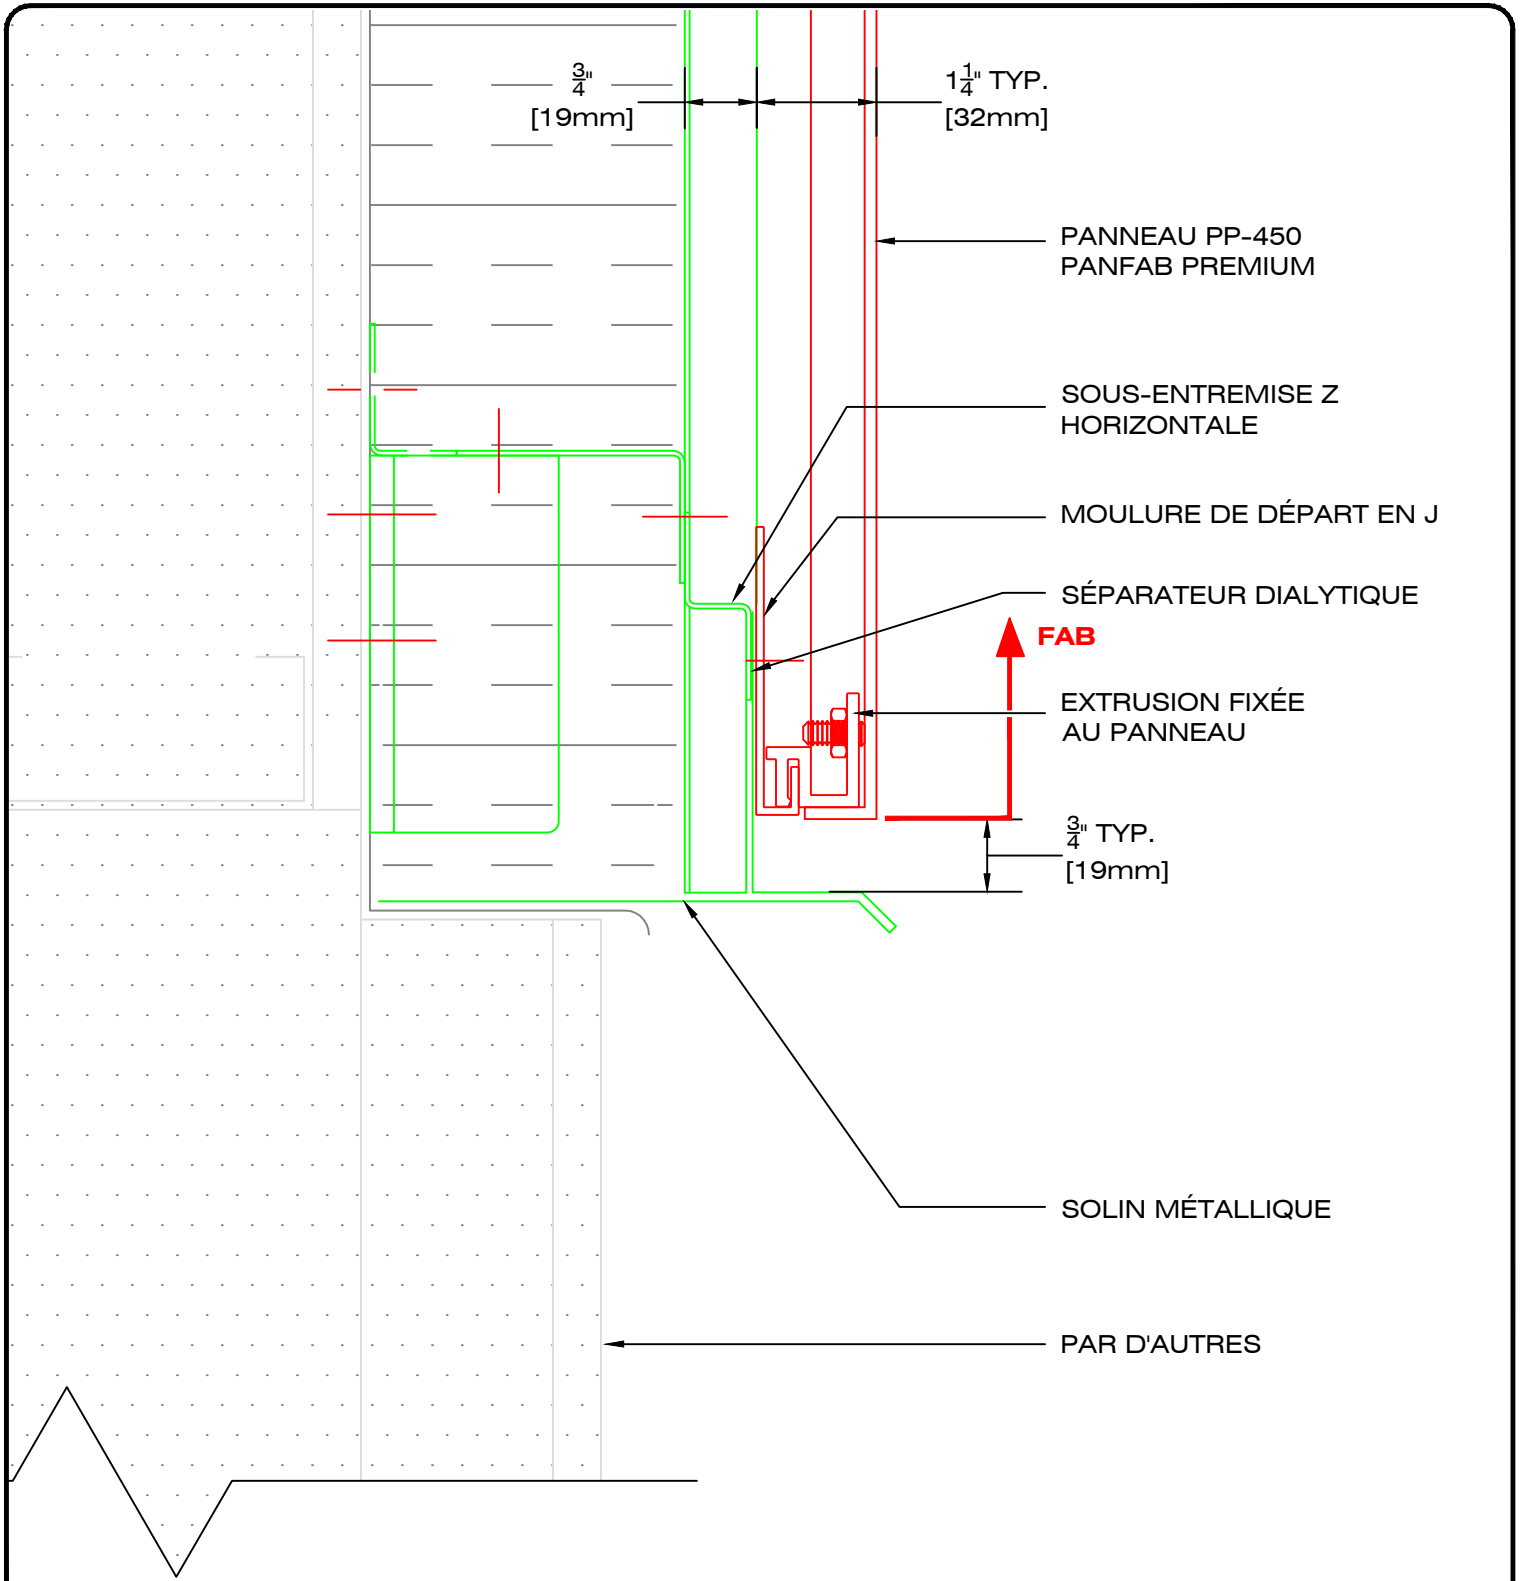 3/4"
[19mm]
1 1/4" TYP.
[32mm]
PANNEAU PP-450
PANFAB PREMIUM
SOUS-ENTREMISE Z
HORIZONTALE
MOULURE DE DÉPART EN J
SÉPARATEUR DIALYTIQUE
FAB
EXTRUSION FIXÉE
AU PANNEAU
3/4" TYP.
[19mm]
SOLIN MÉTALLIQUE
PAR D'AUTRES